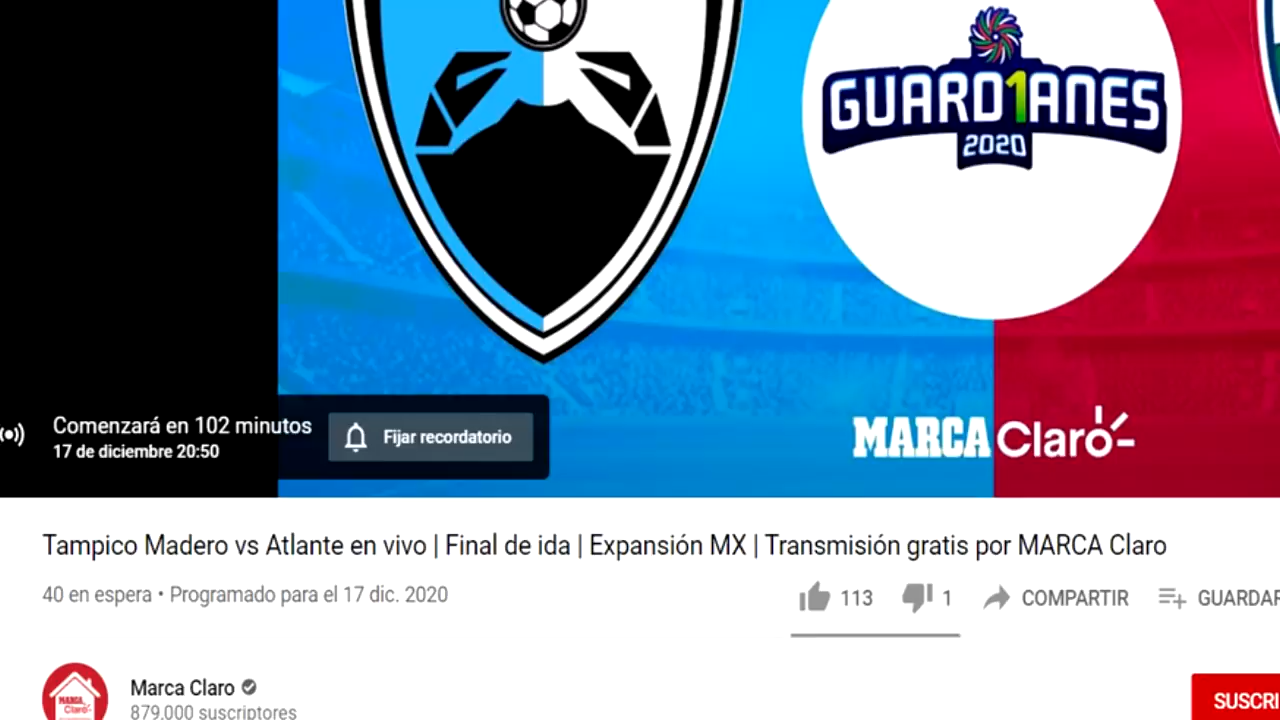 GUARD1ANES
2020
Comenzará en 102 minutos
17 de diciembre 20:50
Fijar recordatorio
MARCA Claro
Tampico Madero vs Atlante en vivo | Final de ida | Expansión MX | Transmisión gratis por MARCA Claro
40 en espera • Programado para el 17 dic. 2020
113
1
COMPARTIR
GUARDAR
MARCA
Claro
Marca Claro
879.000 suscriptores
SUSCRI